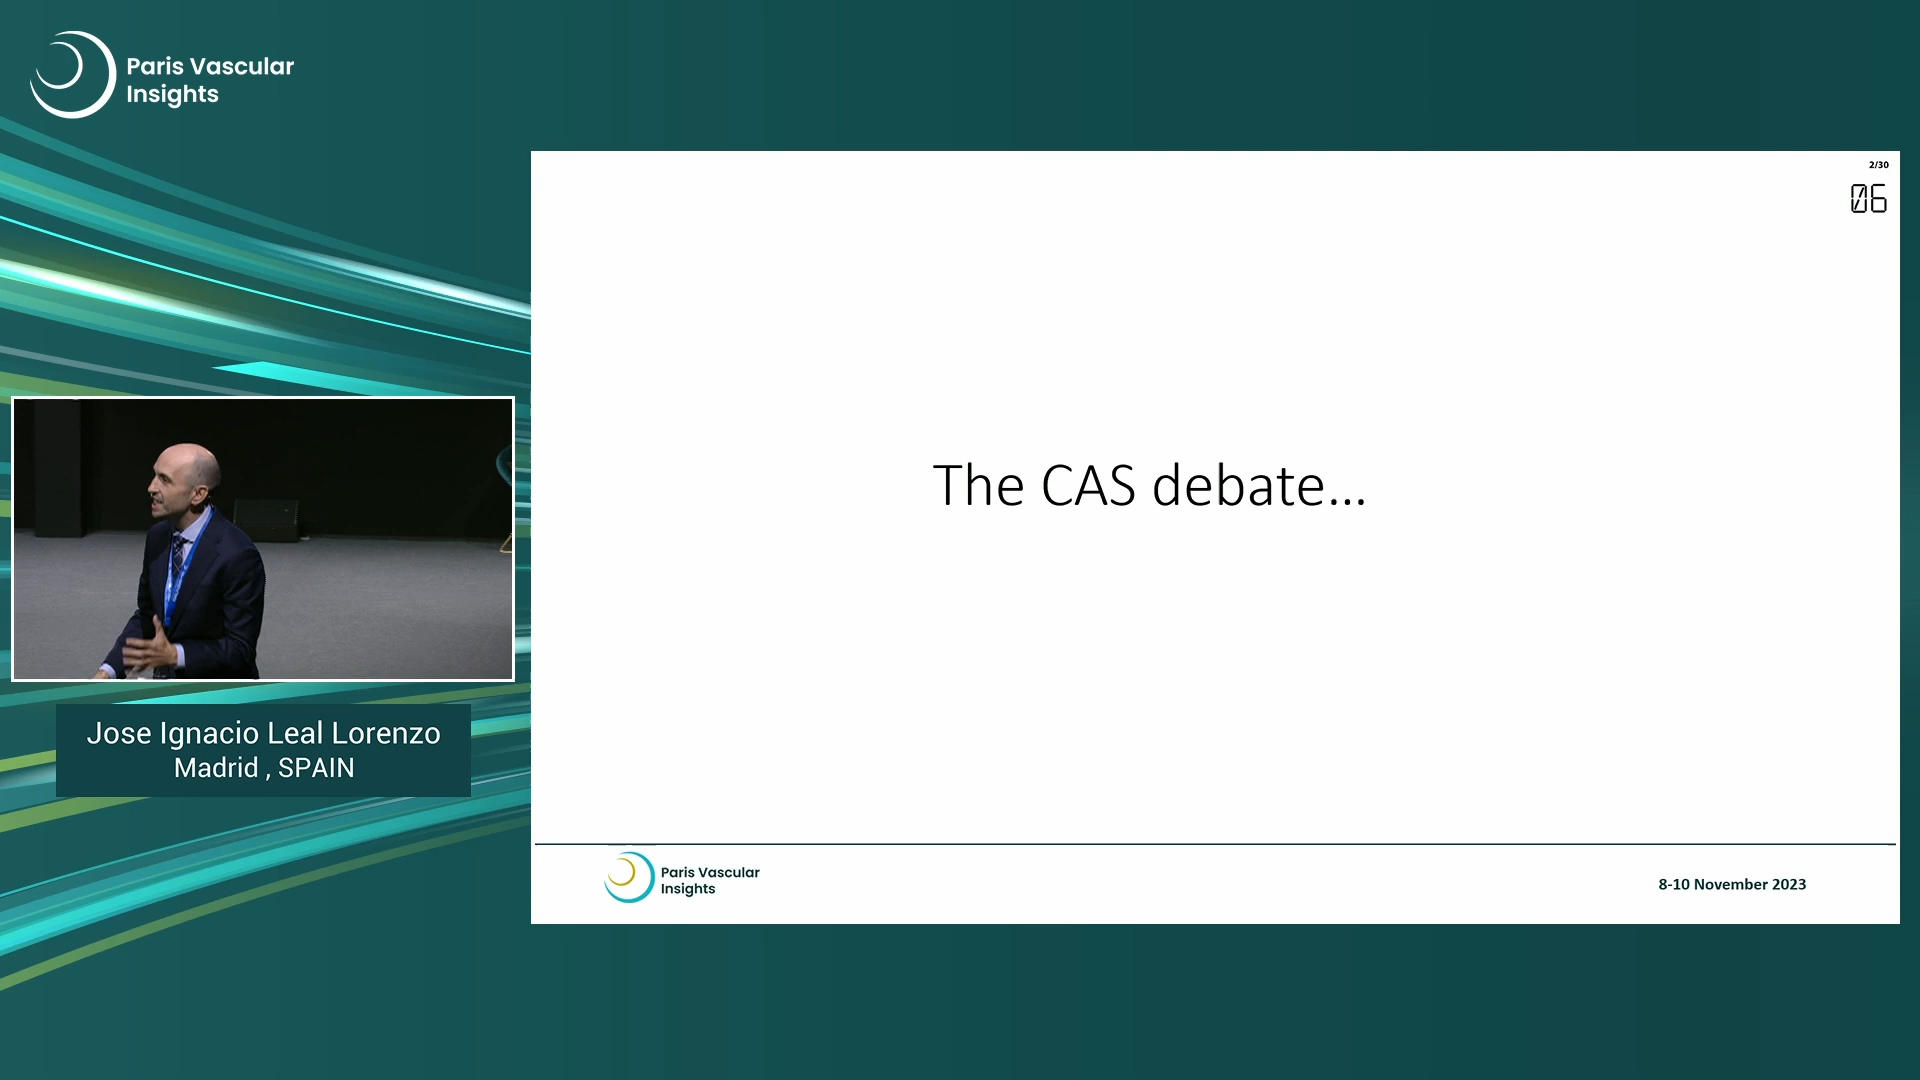 Paris Vascular
Insights
2/30
06
The CAS debate...
Jose Ignacio Leal Lorenzo
Madrid , SPAIN
Paris Vascular
Insights
8-10 November 2023